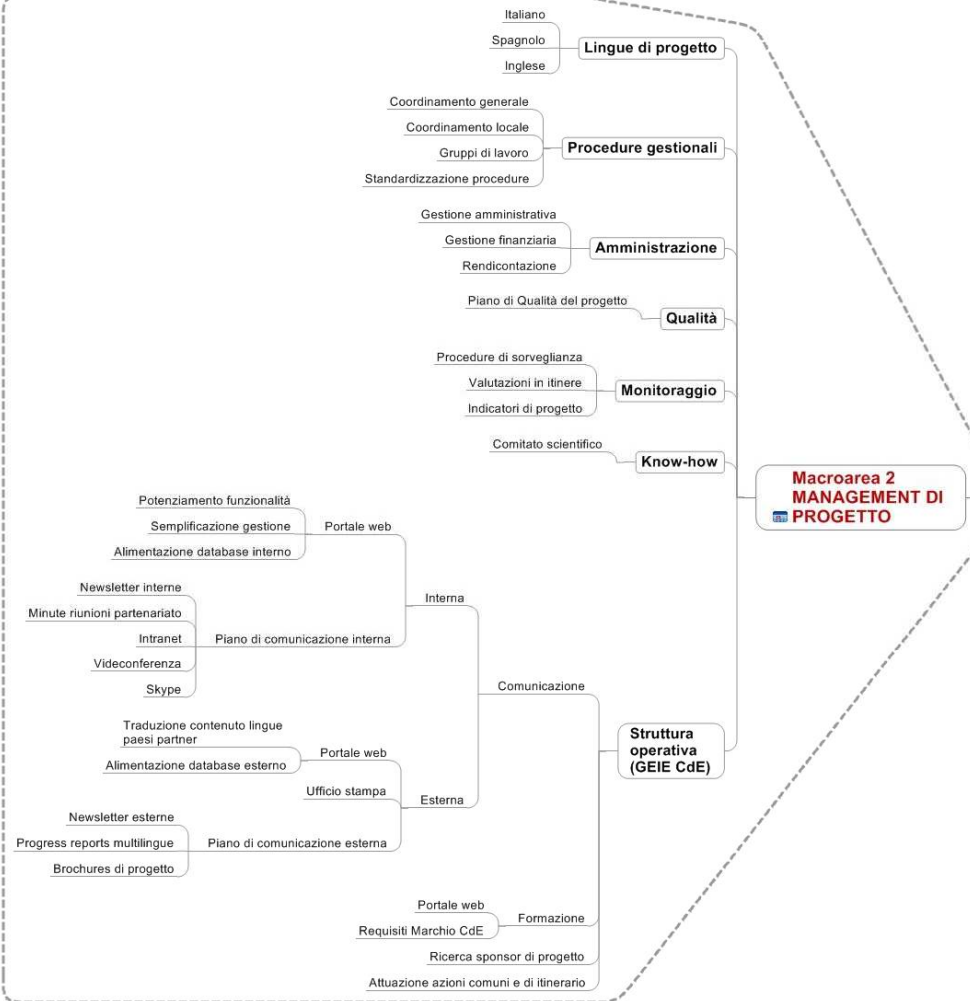 Italiano
Spagnolo
Inglese
Lingue di progetto
Coordinamento generale
Coordinamento locale
Gruppi di lavoro
Standardizzazione procedure
Procedure gestionali
Gestione amministrativa
Gestione finanziaria
Rendicontazione
Amministrazione
Piano di Qualità del progetto
Qualità
Procedure di sorveglianza
Valutazioni in itinere
Indicatori di progetto
Monitoraggio
Comitato scientifico
Know-how
Macroarea 2
MANAGEMENT DI
PROGETTO
Potenziamento funzionalità
Semplificazione gestione
Alimentazione database interno
Portale web
Newsletter interne
Minute riunioni partenariato
Intranet
Videconferenza
Skype
Piano di comunicazione interna
Interna
Traduzione contenuto lingue
paesi partner
Alimentazione database esterno
Portale web
Ufficio stampa
Newsletter esterne
Progress reports multilingue
Brochures di progetto
Piano di comunicazione esterna
Esterna
Comunicazione
Portale web
Requisiti Marchio CdE
Formazione
Ricerca sponsor di progetto
Attuazione azioni comuni e di itinerario
Struttura
operativa
(GEIE CdE)